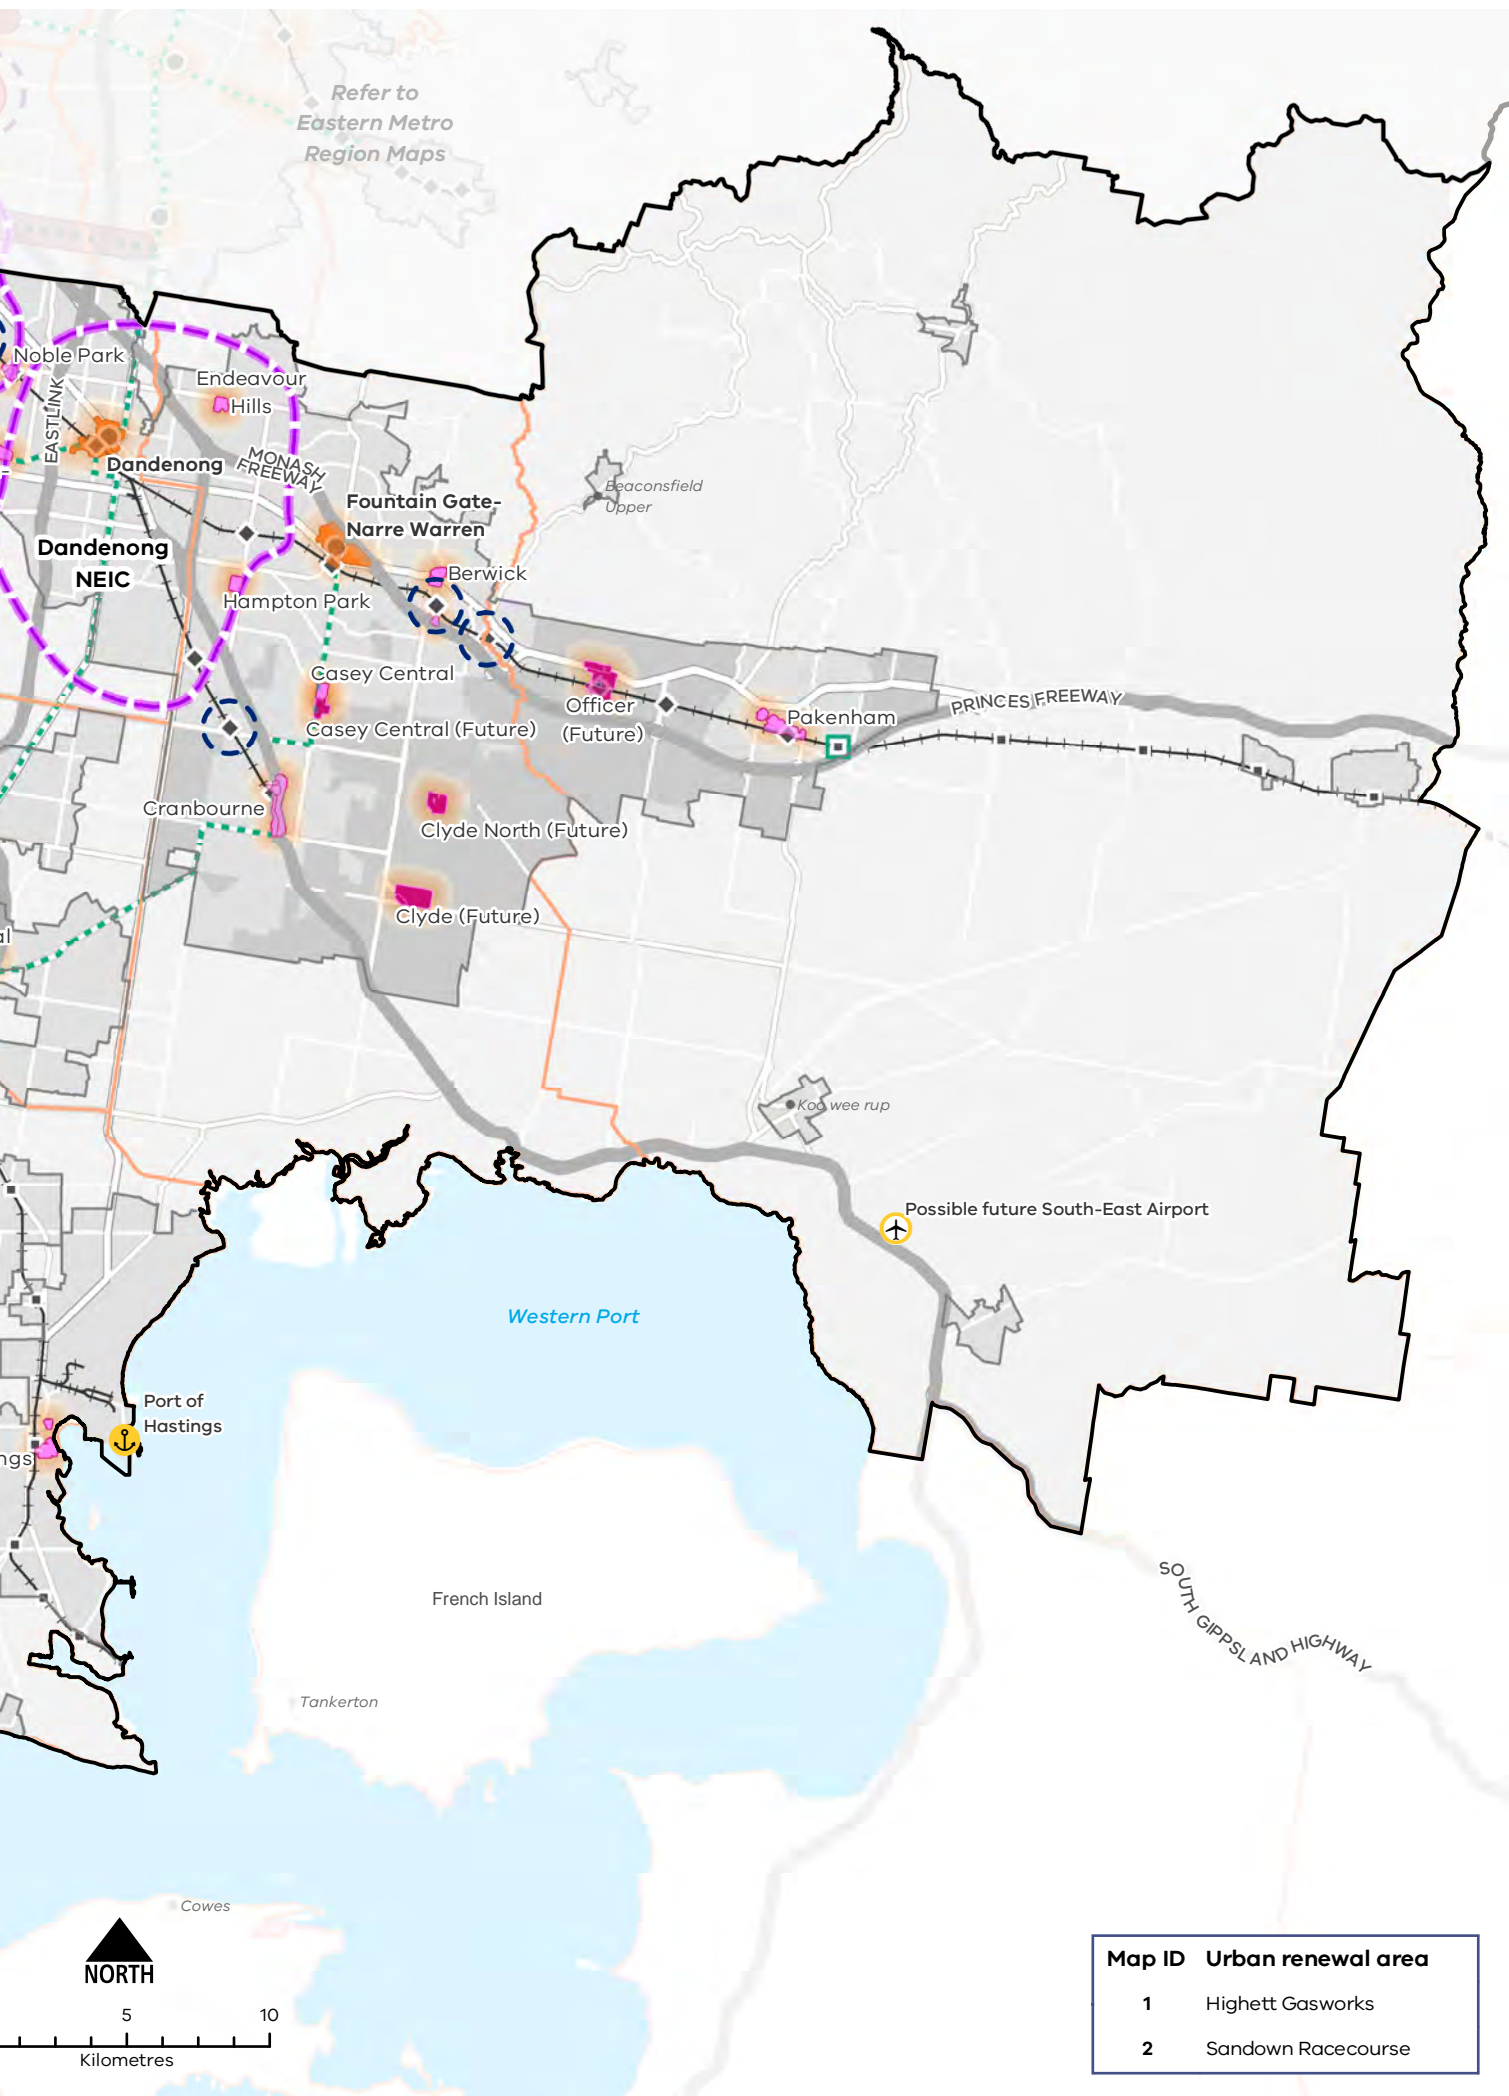 Refer to
Eastern Metro
Region Maps
Noble Park
Endeavour
Hills
EASTLINK
MONASH
FREEWAY
Dandenong
Fountain Gate-
Narre Warren
Beaconsfield
Upper
Dandenong
NEIC
Berwick
Hampton Park
Casey Central
Officer
(Future)
PRINCES FREEWAY
Pakenham
Casey Central (Future)
Cranbourne
Clyde North (Future)
Clyde (Future)
al
Koo wee rup
Possible future South-East Airport
Western Port
Port of
Hastings
ngs
French Island
SOUTH GIPPSLAND HIGHWAY
Tankerton
Cowes
NORTH
5 10
Kilometres
Map ID Urban renewal area
1 Highett Gasworks
2 Sandown Racecourse